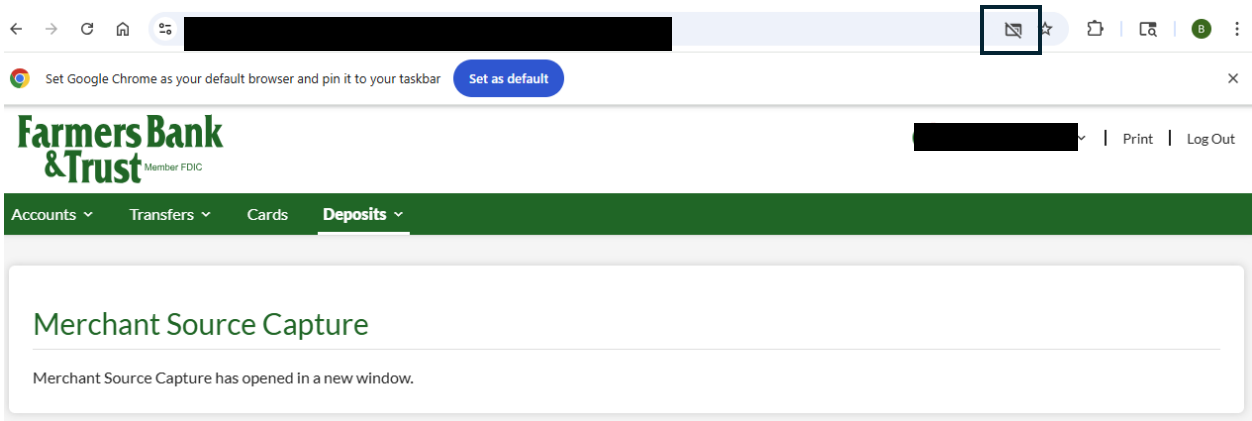 B
Set Google Chrome as your default browser and pin it to your taskbar Set as default
Farmers Bank
&Trust Member FDIC
Print Log Out
Accounts Transfers Cards Deposits
Merchant Source Capture
Merchant Source Capture has opened in a new window.